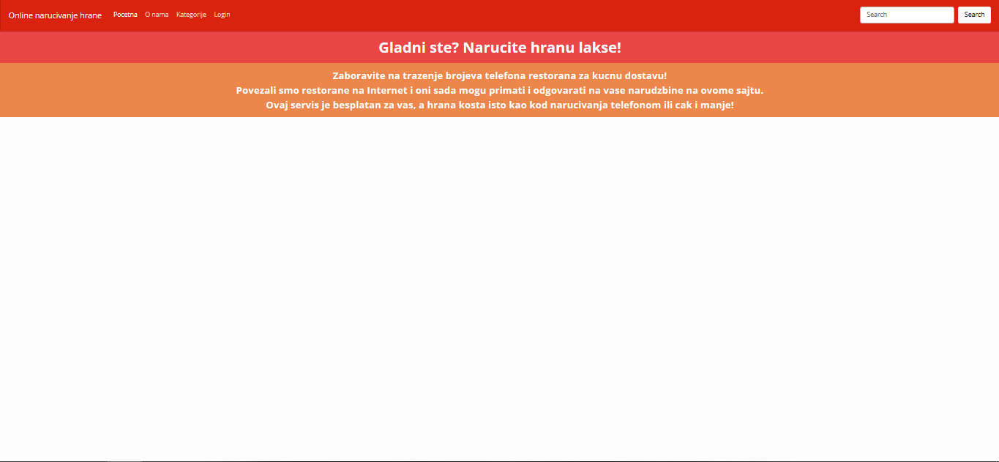 Online narucivanje hrane Pocetna O nama Kategorije Login Search Search
Gladni ste? Narucite hranu lakse!
Zaboravite na trazenje brojeva telefona restorana za kucnu dostavu!
Povezali smo restorane na Internet i oni sada mogu primati i odgovarati na vase narudzbine na ovome sajtu.
Ovaj servis je besplatan za vas, a hrana kosta isto kao kod narucivanja telefonom ili cak i manje!